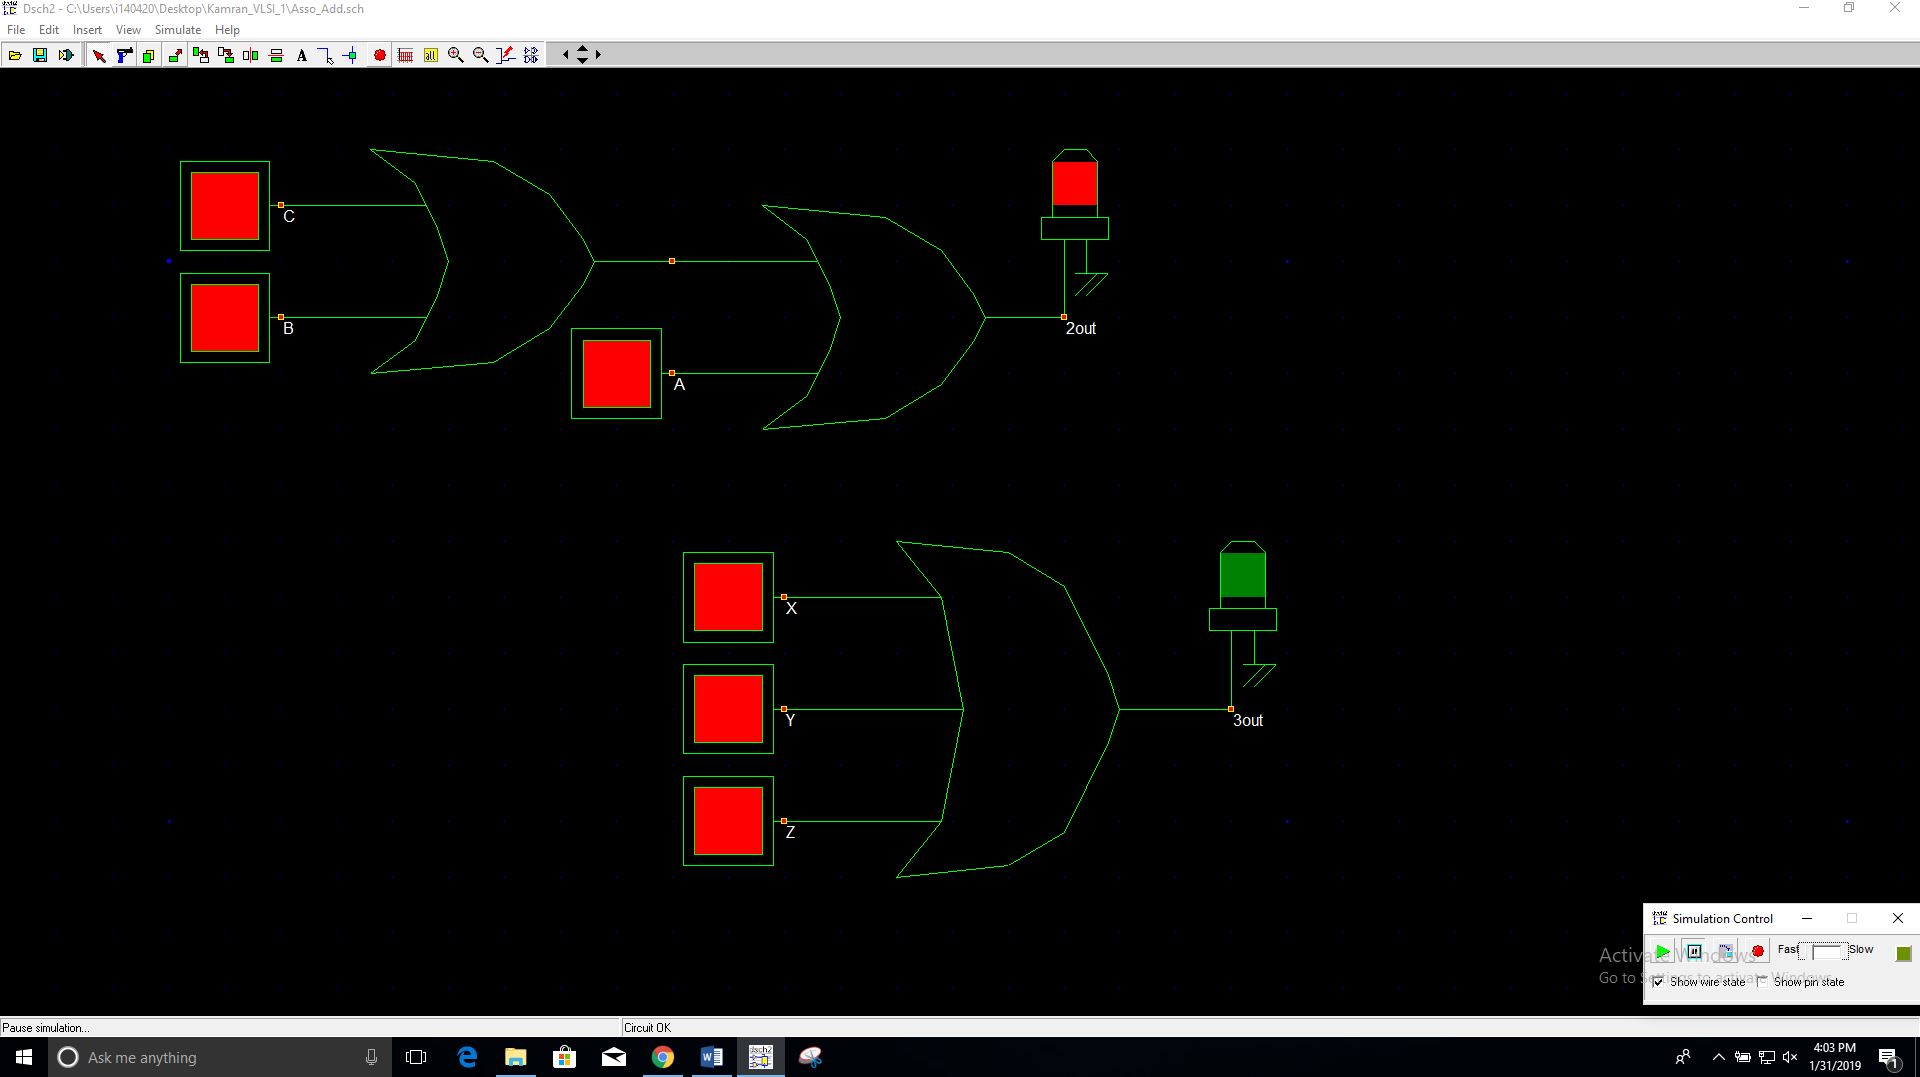 Dsch2 - C:\Users\i140420\Desktop\Kamran_VLSI_1\Asso_Add.sch
File Edit Insert View Simulate Help
A all
C
B
A
2out
X
Y
Z
3out
Simulation Control
Fast Slow
Activate Windows
Go to Settings to activate Windows.
Show wire state Show pin state
Pause simulation... Circuit OK
Ask me anything
4:03 PM
1/31/2019
1